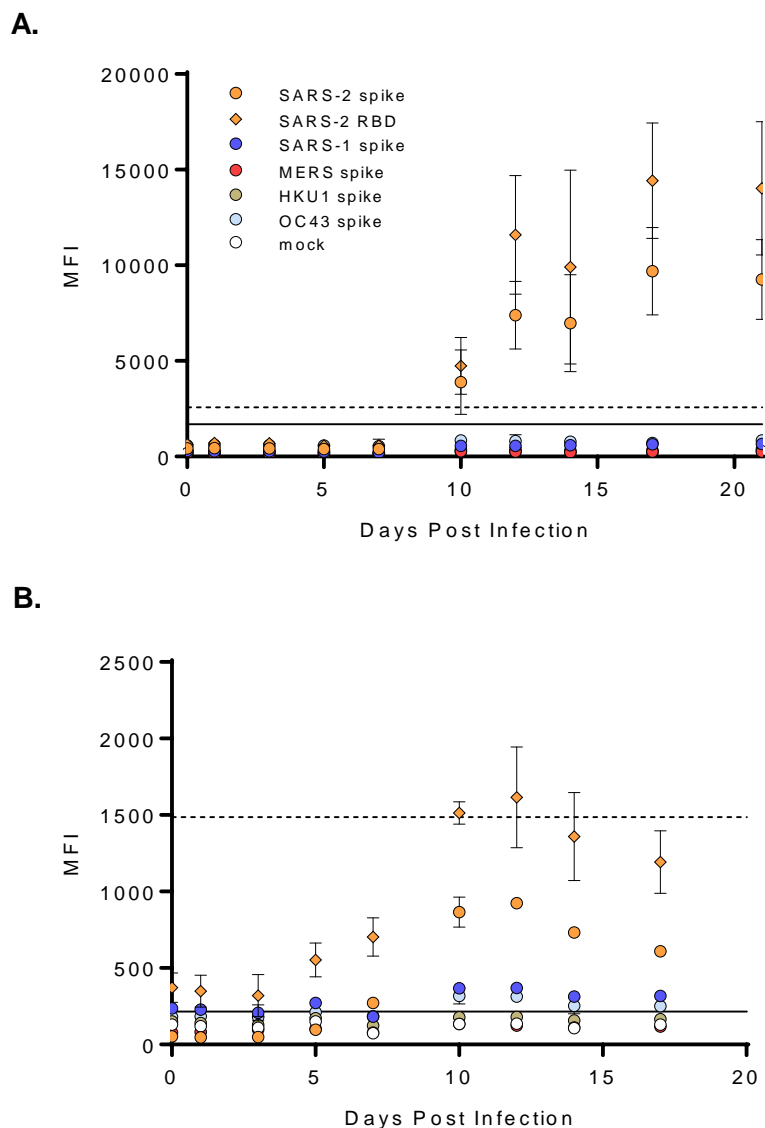 A.
20000
15000
10000
5000
0
MFI
SARS-2 spike
SARS-2 RBD
SARS-1 spike
MERS spike
HKU1 spike
OC43 spike
mock
0 5 10 15 20
Days Post Infection
B.
2500
2000
1500
1000
500
0
MFI
0 5 10 15 20
Days Post Infection